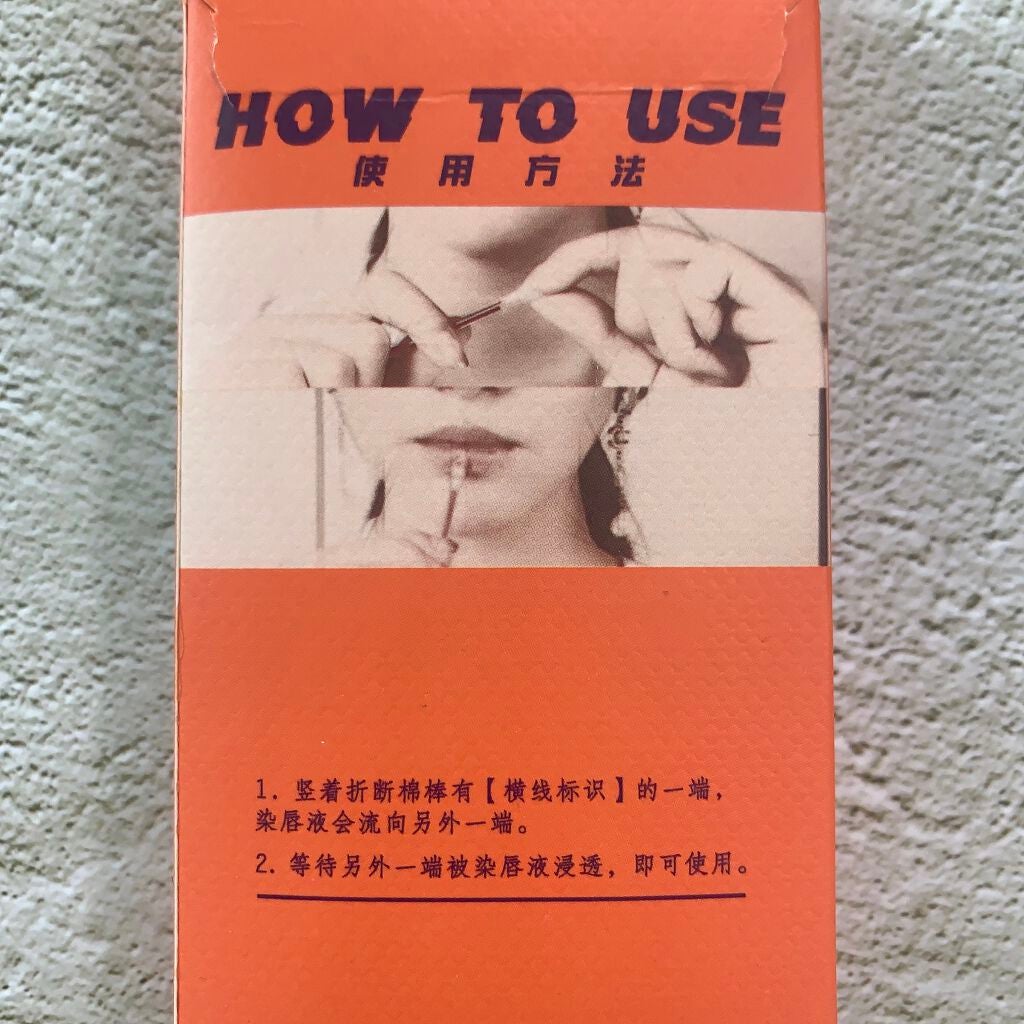 HOW TO USE
使用方法
1. 竖着折断棉棒有【横线标识】的一端，
染唇液会流向另外一端。
2. 等待另外一端被染唇液浸透，即可使用。